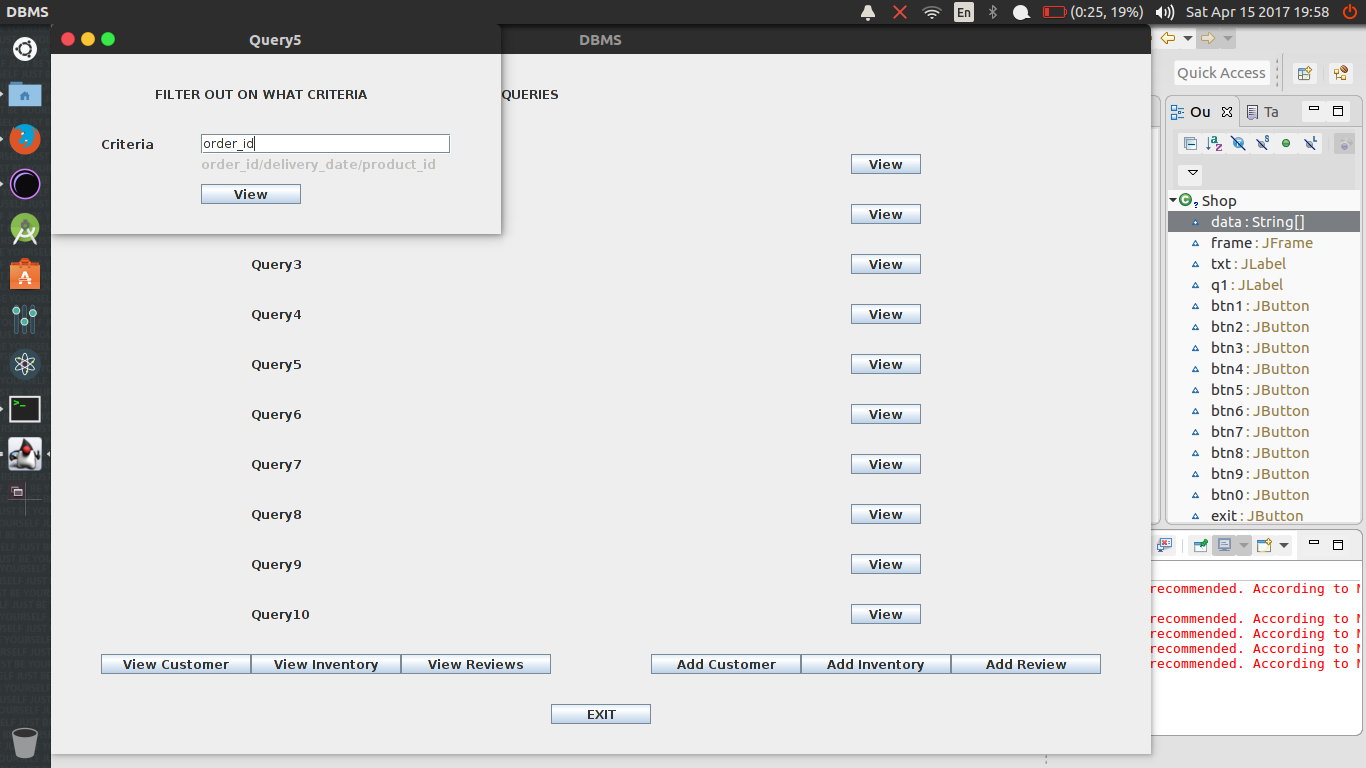 DBMS
En
(0:25, 19%)
Sat Apr 15 2017 19:58
Query5
DBMS
FILTER OUT ON WHAT CRITERIA
QUERIES
Criteria
order_id
order_id/delivery_date/product_id
View
View
View
Query3
View
Query4
View
Query5
View
Query6
View
Query7
View
Query8
View
Query9
View
Query10
View
View Customer
View Inventory
View Reviews
Add Customer
Add Inventory
Add Review
EXIT
Quick Access
Ou
Ta
Shop
data : String[]
frame : JFrame
txt : JLabel
q1 : JLabel
btn1 : JButton
btn2 : JButton
btn3 : JButton
btn4 : JButton
btn5 : JButton
btn6 : JButton
btn7 : JButton
btn8 : JButton
btn9 : JButton
btn0 : JButton
exit : JButton
recommended. According to M
recommended. According to M
recommended. According to M
recommended. According to M
recommended. According to M